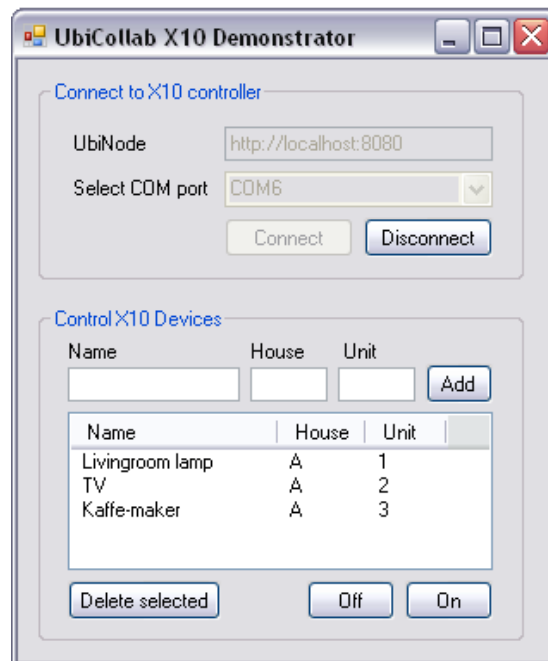 UbiCollab X10 Demonstrator
Connect to X10 controller
UbiNode http://localhost:8080
Select COM port COM6
Connect Disconnect
Control X10 Devices
Name House Unit
Add
Name House Unit
Livingroom lamp A 1
TV A 2
Kaffe-maker A 3
Delete selected Off On